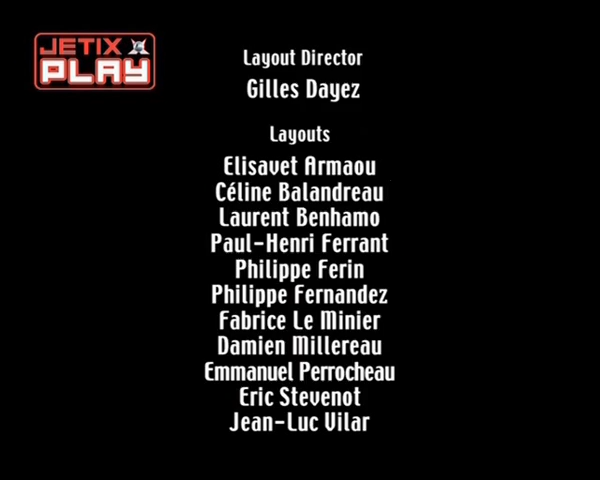 JETIX
PLAY
Layout Director
Gilles Dayez
Layouts
Elisavet Armaou
Céline Balandreau
Laurent Benhamo
Paul-Henri Ferrant
Philippe Ferin
Philippe Fernandez
Fabrice Le Minier
Damien Millereau
Emmanuel Perrocheau
Eric Stevenot
Jean-Luc Vilar